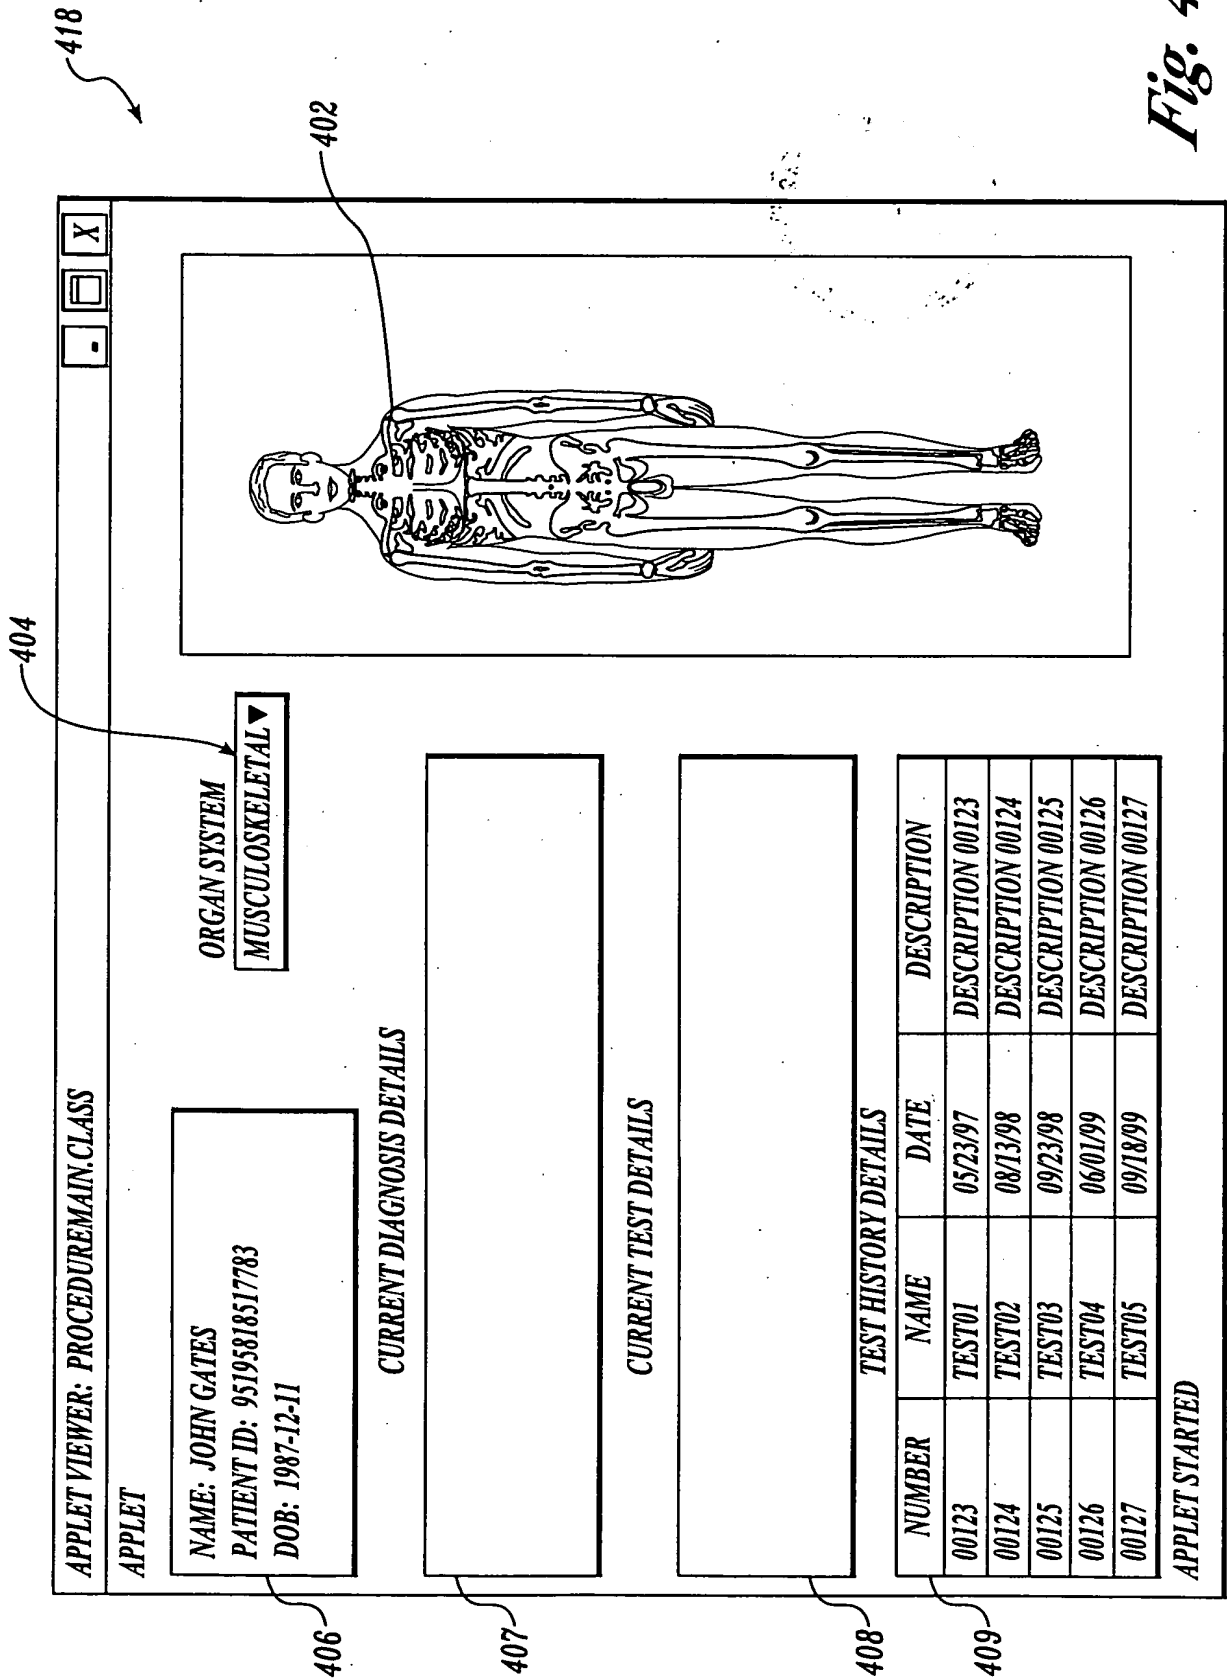 418
404
APPLET VIEWER: PROCEDUREMAIN.CLASS
X
APPLET
402
NAME: JOHN GATES
PATIENT ID: 9519581851 7783
DOB: 1987-12-11
406
ORGAN SYSTEM
MUSCULOSKELETAL
CURRENT DIAGNOSIS DETAILS
407
CURRENT TEST DETAILS
408
TEST HISTORY DETAILS
409
NUMBER NAME DATE DESCRIPTION
00123 TEST01 05/23/97 DESCRIPTION 00123
00124 TEST02 08/13/98 DESCRIPTION 00124
00125 TEST03 09/23/98 DESCRIPTION 00125
00126 TEST04 06/01/99 DESCRIPTION 00126
00127 TEST05 09/18/99 DESCRIPTION 00127
APPLET STARTED
Fig. 4